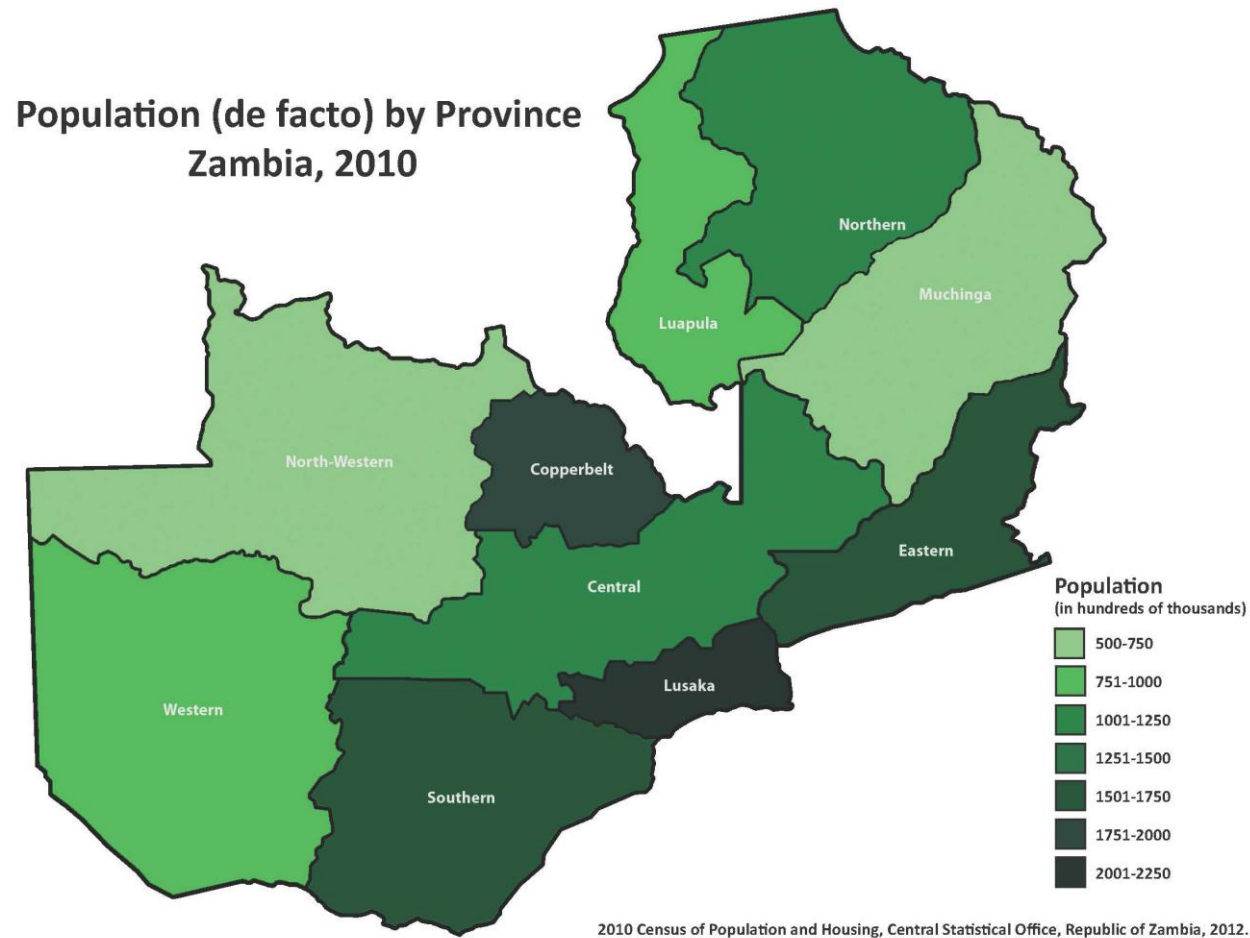 Population (de facto) by Province
Zambia, 2010
Northern
Muchinga
Luapula
North-Western
Copperbelt
Eastern
Central
Lusaka
Western
Southern
Population
(in hundreds of thousands)
500-750
751-1000
1001-1250
1251-1500
1501-1750
1751-2000
2001-2250
2010 Census of Population and Housing, Central Statistical Office, Republic of Zambia, 2012.